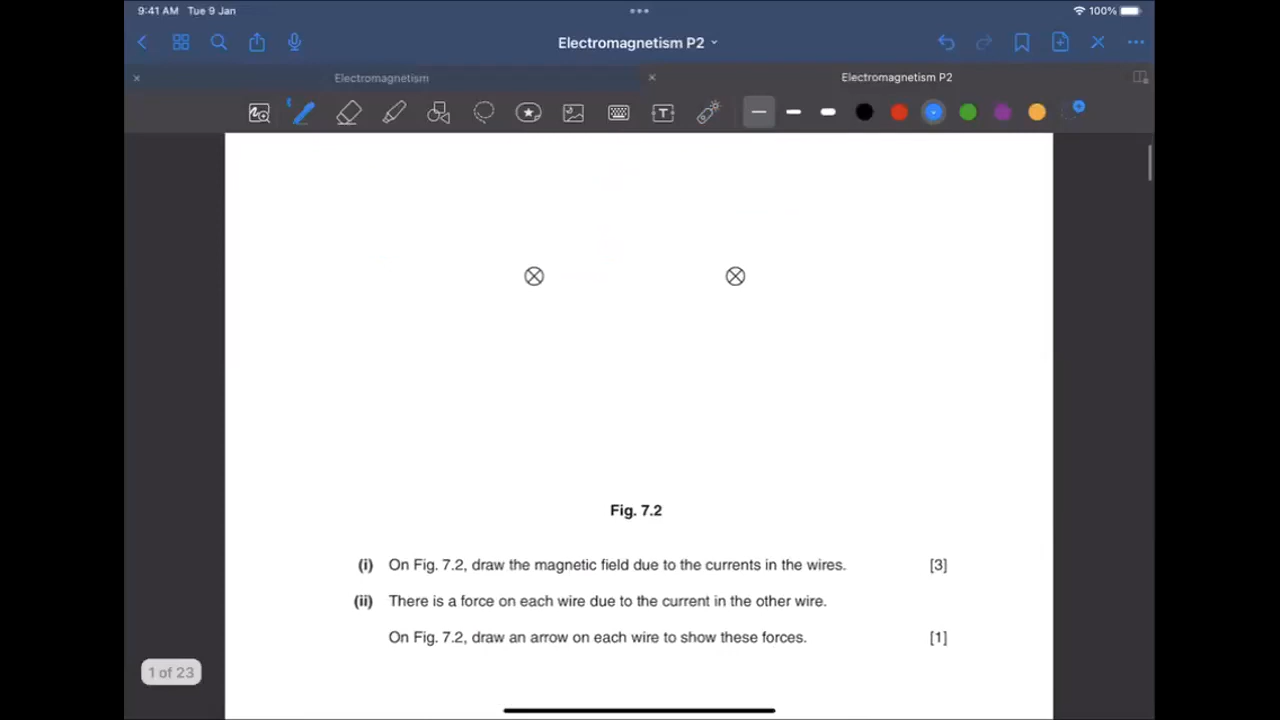 9:41 AM Tue 9 Jan
100%
Electromagnetism P2
Electromagnetism
Electromagnetism P2
T
Fig. 7.2
(i) On Fig. 7.2, draw the magnetic field due to the currents in the wires. [3]
(ii) There is a force on each wire due to the current in the other wire.
On Fig. 7.2, draw an arrow on each wire to show these forces. [1]
1 of 23